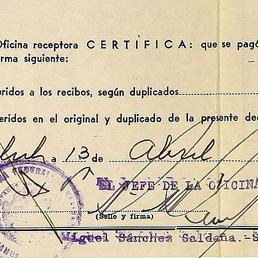 Oficina receptora CERTIFICA: que se pagó
orma siguiente:
eridos a los recibos, según duplicados
eridos en el original y duplicado de la presente dec
a 13 de Abril
EL JEFE DE LA OFICINA
(Sello y firma)
Miguel Sánchez Saldaña.-S